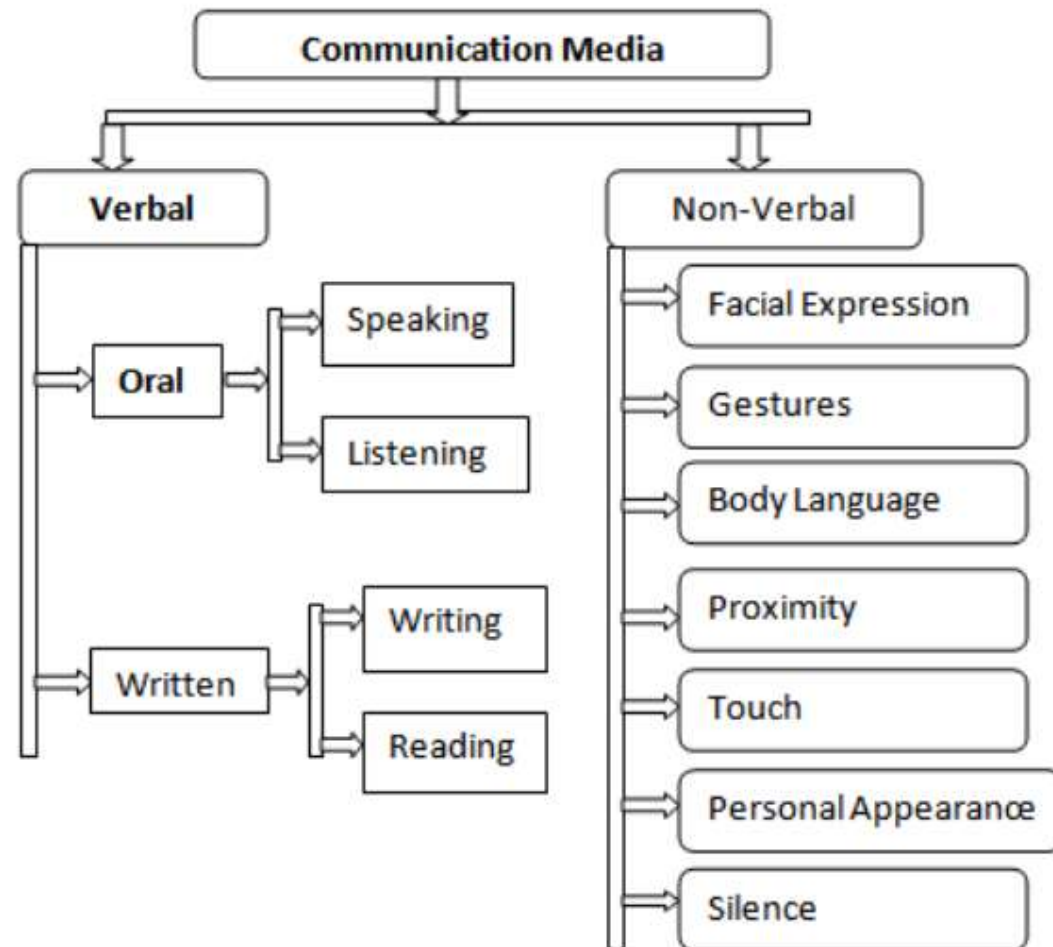 Communication Media
Verbal
Non-Verbal
Oral
Speaking
Listening
Written
Writing
Reading
Facial Expression
Gestures
Body Language
Proximity
Touch
Personal Appearance
Silence